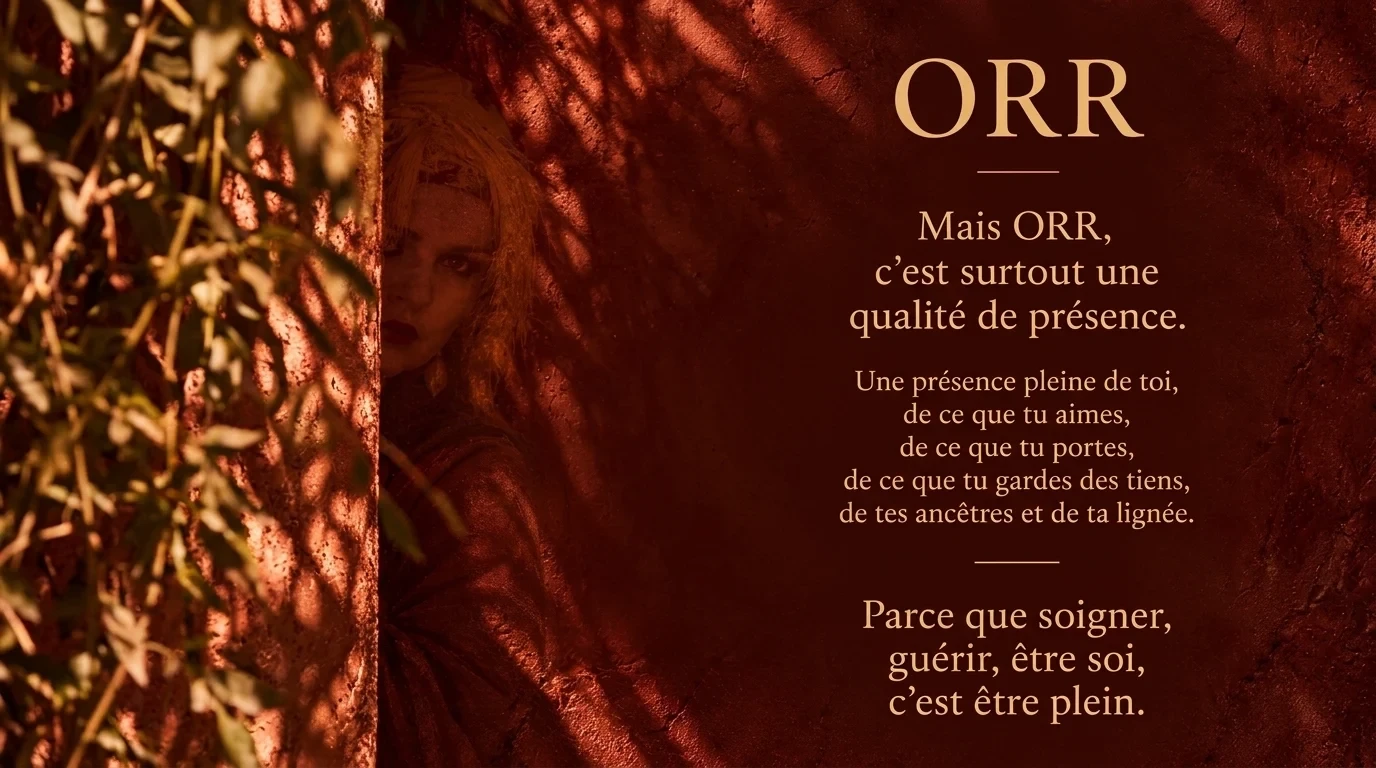 ORR
Mais ORR,
c’est surtout une
qualité de présence.
Une présence pleine de toi,
de ce que tu aimes,
de ce que tu portes,
de ce que tu gardes des tiens,
de tes ancêtres et de ta lignée.
Parce que soigner,
guérir, être soi,
c’est être plein.